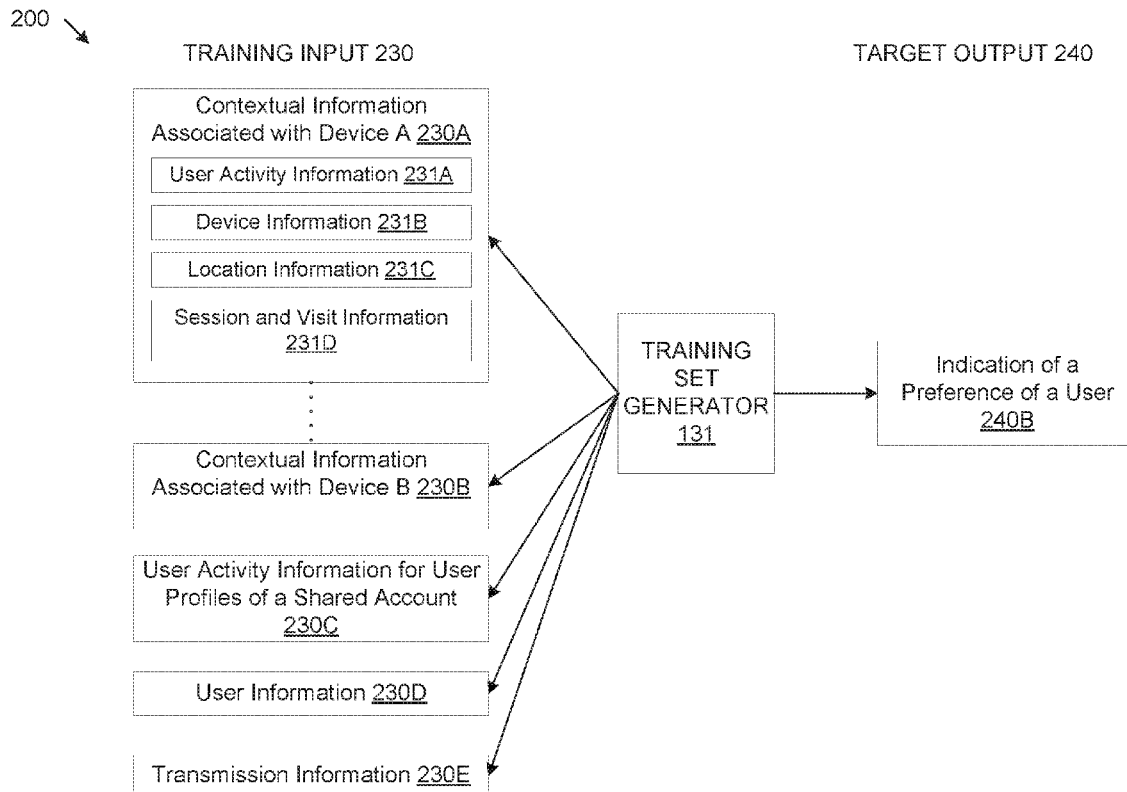 200
TRAINING INPUT 230
TARGET OUTPUT 240
Contextual Information
Associated with Device A 230A
User Activity Information 231A
Device Information 231B
Location Information 231C
Session and Visit Information
231D
Contextual Information
Associated with Device B 230B
User Activity Information for User
Profiles of a Shared Account
230C
User Information 230D
Transmission Information 230E
TRAINING
SET
GENERATOR
131
Indication of a
Preference of a User
240B